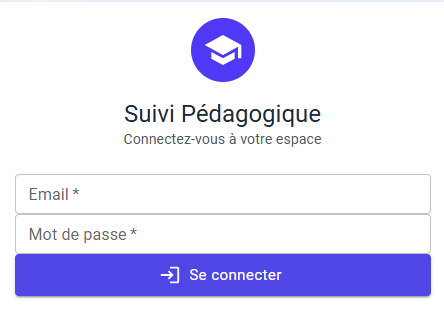 Suivi Pédagogique
Connectez-vous à votre espace
Email *
Mot de passe *
Se connecter